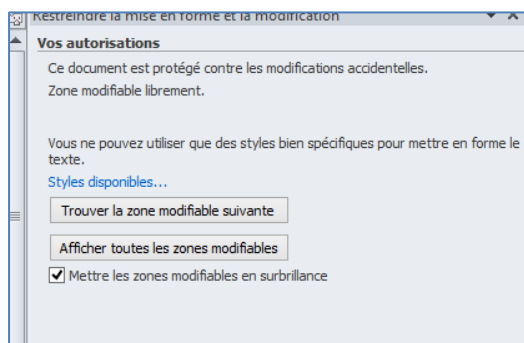 Restreindre la mise en forme et la modification
Vos autorisations
Ce document est protégé contre les modifications accidentelles.
Zone modifiable librement.
Vous ne pouvez utiliser que des styles bien spécifiques pour mettre en forme le
texte.
Styles disponibles...
Trouver la zone modifiable suivante
Afficher toutes les zones modifiables
Mettre les zones modifiables en surbrillance